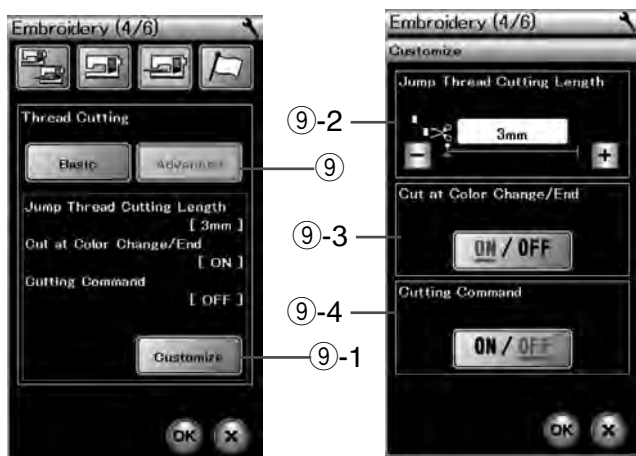 Embroidery (4/6)
Thread Cutting
Basic
Advanced
Jump Thread Cutting Length
[ 3mm ]
Cut at Color Change/End
[ ON ]
Cutting Command
[ OFF ]
Customize
OK
X
⑨-2
⑨
⑨-3
⑨-4
⑨-1
Embroidery (4/6)
Customize
Jump Thread Cutting Length
3mm
- +
Cut at Color Change/End
ON / OFF
Cutting Command
ON / OFF
OK
X